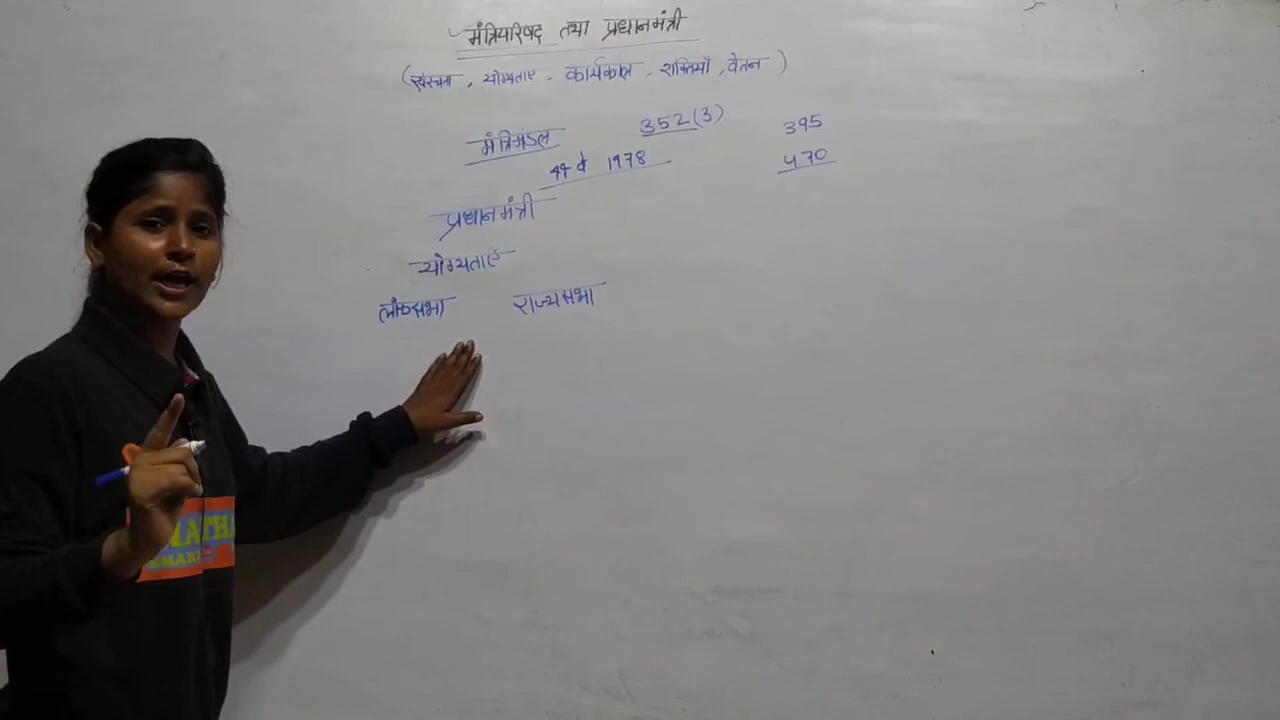 मंत्रिपरिषद तथा प्रधानमंत्री
(संरचना, योग्यताएं, कार्यकाल, शक्तियाँ, वेतन)
मंत्रिमंडल 352(3) 395
44 वे 1978 470
प्रधानमंत्री
योग्यताएँ
लोकसभा राज्यसभा